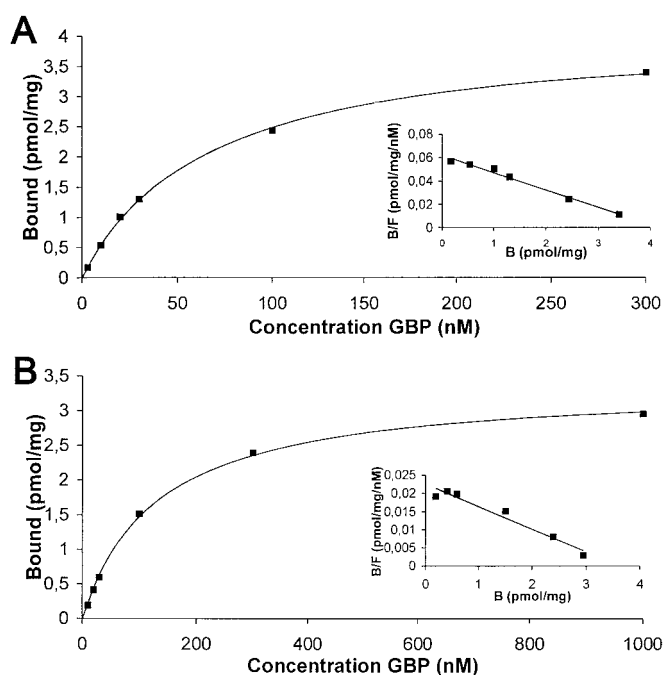 A
4
3,5
3
2,5
2
1,5
1
0,5
0
Bound (pmol/mg)
0 50 100 150 200 250 300
Concentration GBP (nM)
0,08
0,06
0,04
0,02
0
B/F (pmol/mg/nM)
0 1 2 3 4
B (pmol/mg)
B
3,5
3
2,5
2
1,5
1
0,5
0
Bound (pmol/mg)
0 200 400 600 800 1000
Concentration GBP (nM)
0,025
0,02
0,015
0,01
0,005
0
B/F (pmol/mg/nM)
0 1 2 3 4
B (pmol/mg)